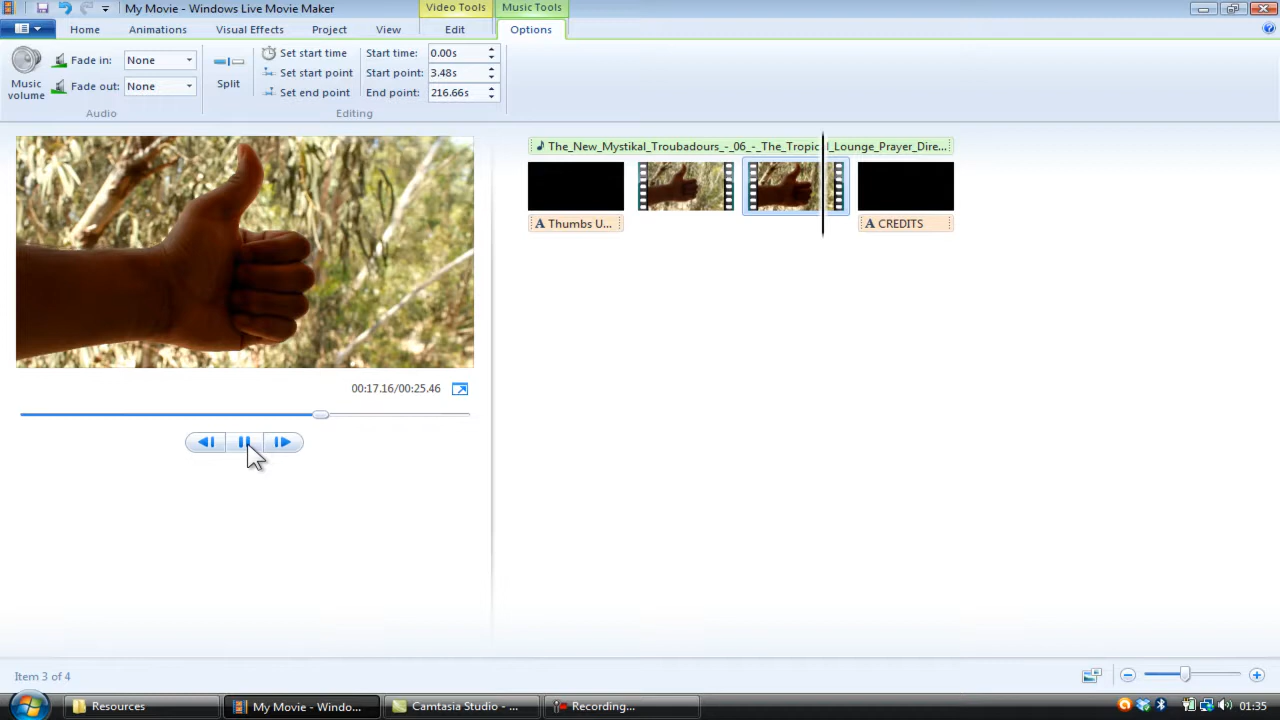 My Movie - Windows Live Movie Maker
Video Tools
Music Tools
Home
Animations
Visual Effects
Project
View
Edit
Options
Music volume
Fade in: None
Fade out: None
Audio
Split
Set start time
Set start point
Set end point
Start time: 0.00s
Start point: 3.48s
End point: 216.66s
Editing
The_New_Mystikal_Troubadours_-_06_-_The_Tropical_Lounge_Prayer_Dire...
A Thumbs U...
A CREDITS
00:17.16/00:25.46
Item 3 of 4
Resources
My Movie - Windo...
Camtasia Studio - ...
Recording...
01:35